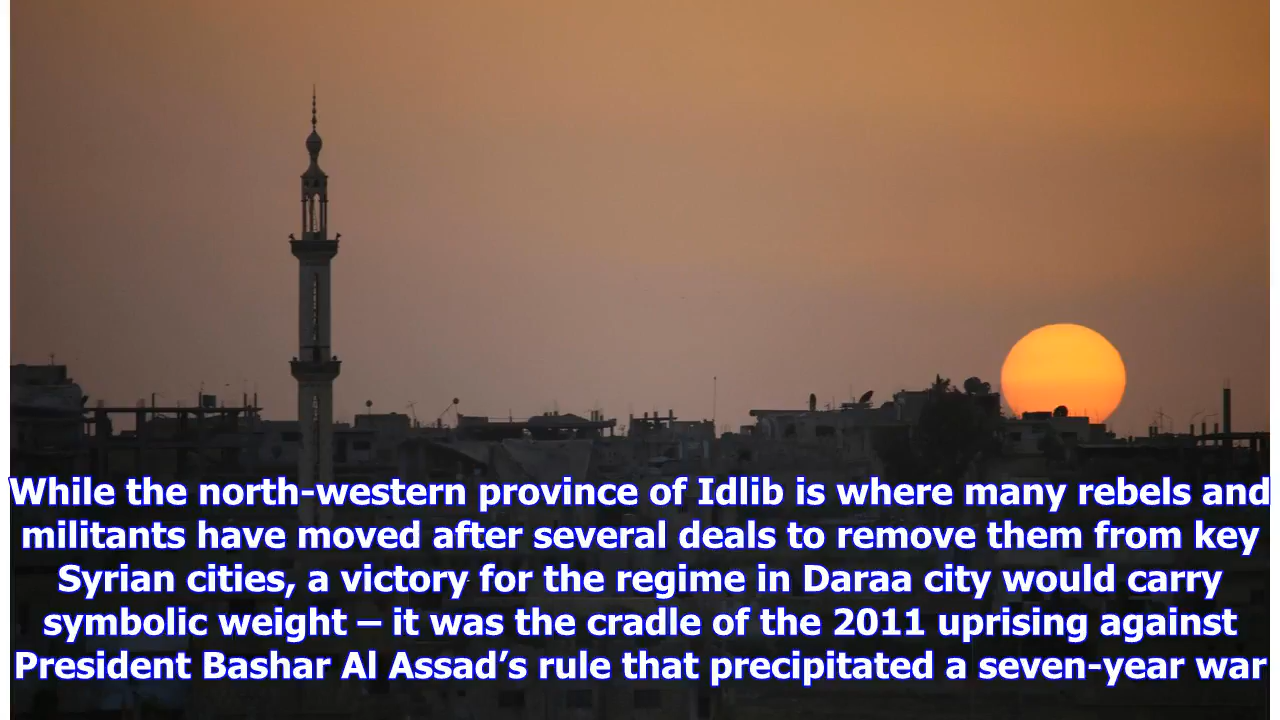 While the north-western province of Idlib is where many rebels and
militants have moved after several deals to remove them from key
Syrian cities, a victory for the regime in Daraa city would carry
symbolic weight – it was the cradle of the 2011 uprising against
President Bashar Al Assad’s rule that precipitated a seven-year war